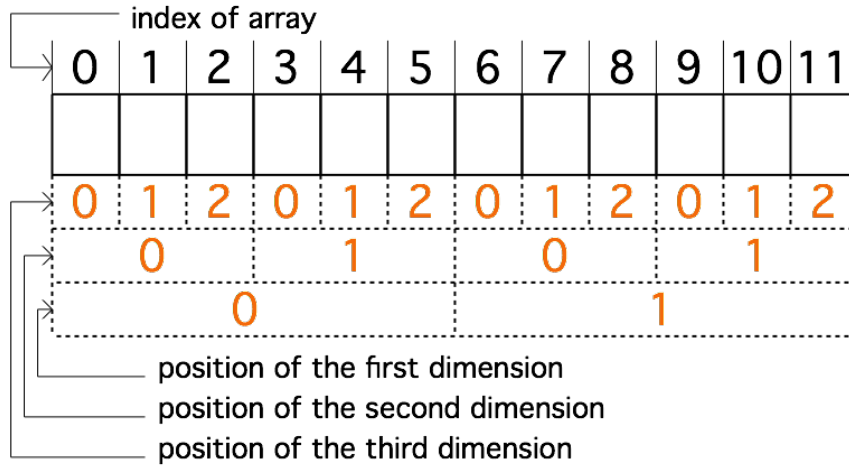 index of array
0 1 2 3 4 5 6 7 8 9 10 11
0 1 2 0 1 2 0 1 2 0 1 2
0 1 0 1
0 1
position of the first dimension
position of the second dimension
position of the third dimension